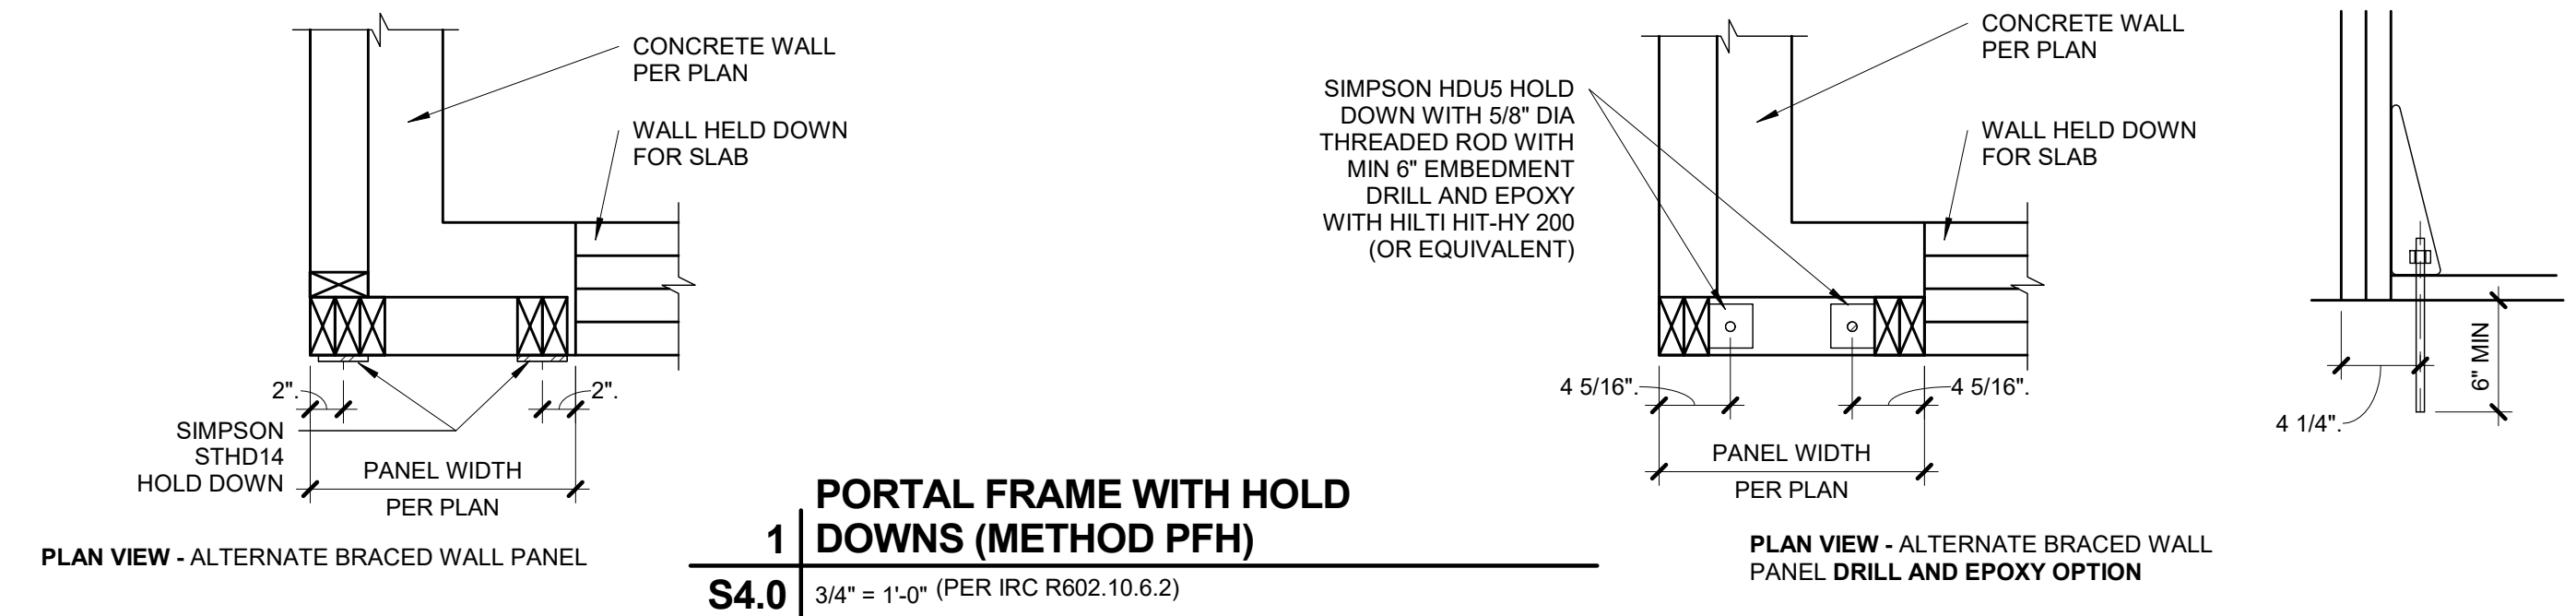 CONCRETE WALL
PER PLAN
WALL HELD DOWN
FOR SLAB
2".
2".
SIMPSON
STHD14
HOLD DOWN
PANEL WIDTH
PER PLAN
PLAN VIEW - ALTERNATE BRACED WALL PANEL
1
PORTAL FRAME WITH HOLD
DOWNS (METHOD PFH)
S4.0
3/4" = 1'-0" (PER IRC R602.10.6.2)
SIMPSON HDU5 HOLD
DOWN WITH 5/8" DIA
THREADED ROD WITH
MIN 6" EMBEDMENT
DRILL AND EPOXY
WITH HILTI HIT-HY 200
(OR EQUIVALENT)
CONCRETE WALL
PER PLAN
WALL HELD DOWN
FOR SLAB
4 5/16".
4 5/16".
PANEL WIDTH
PER PLAN
PLAN VIEW - ALTERNATE BRACED WALL
PANEL DRILL AND EPOXY OPTION
4 1/4".
6" MIN